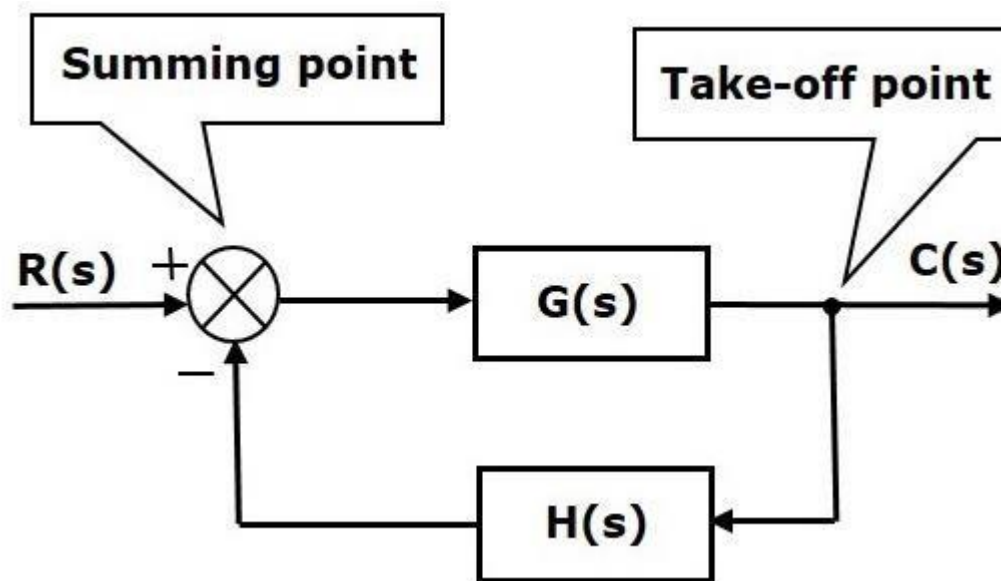 Summing point
Take-off point
R(s)
+
C(s)
G(s)
−
H(s)